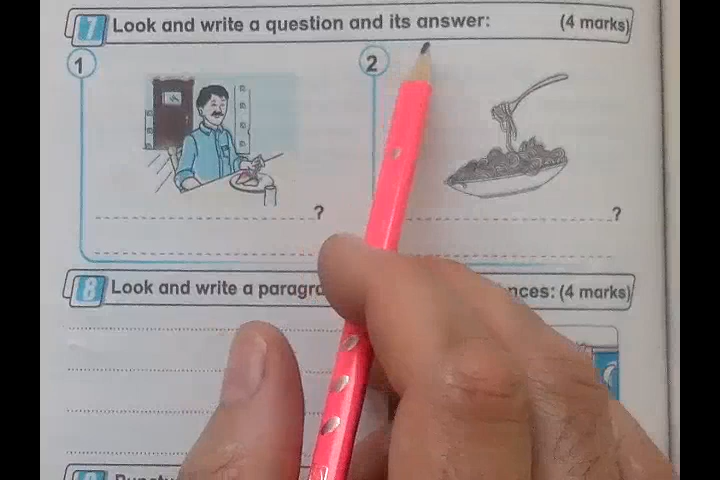 7 Look and write a question and its answer: (4 marks)
1
2
?
?
8 Look and write a paragra nces: (4 marks)